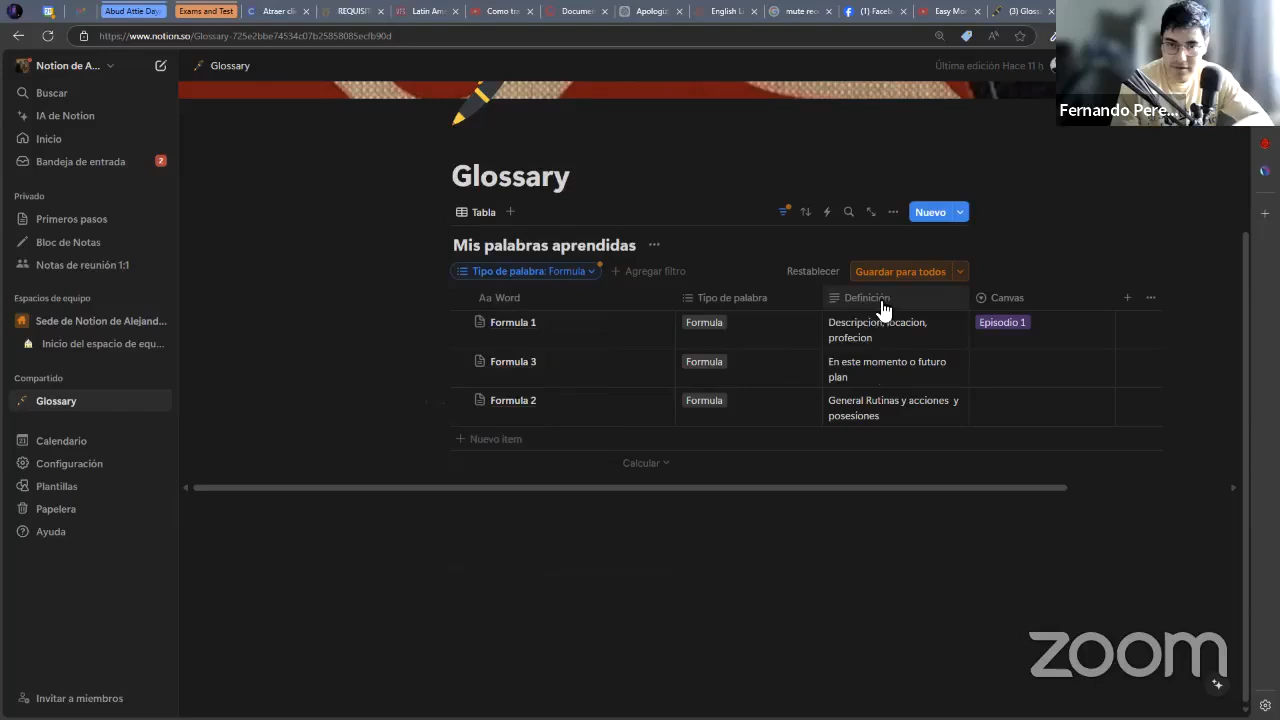 Abud Attie Day
Exams and Test
Atraer cli
REQUISIT
Latin Ame
Como tra
Documen
Apologiz
English L
mute rec
(3) Faceb
Easy Mon
(3) Gloss
https://www.notion.so/Glossary-725e2bbe74534c07b25858085ecfb90d
Notion de A...
Glossary
Última edición Hace 11 h
Fernando Pere...
Buscar
IA de Notion
Inicio
Bandeja de entrada
2
Privado
Primeros pasos
Bloc de Notas
Notas de reunión 1:1
Espacios de equipo
Sede de Notion de Alejand...
Inicio del espacio de equ...
Compartido
Glossary
Calendario
Configuración
Plantillas
Papelera
Ayuda
Invitar a miembros
Glossary
Tabla
Nuevo
Mis palabras aprendidas
Tipo de palabra: Formula
Agregar filtro
Restablecer
Guardar para todos
Aa Word
Tipo de palabra
Definición
Canvas
Formula 1
Formula
Descripcion, locacion,
profecion
Episodio 1
Formula 3
Formula
En este momento o futuro
plan
Formula 2
Formula
General Rutinas y acciones y
posesiones
Nuevo item
Calcular
zoom